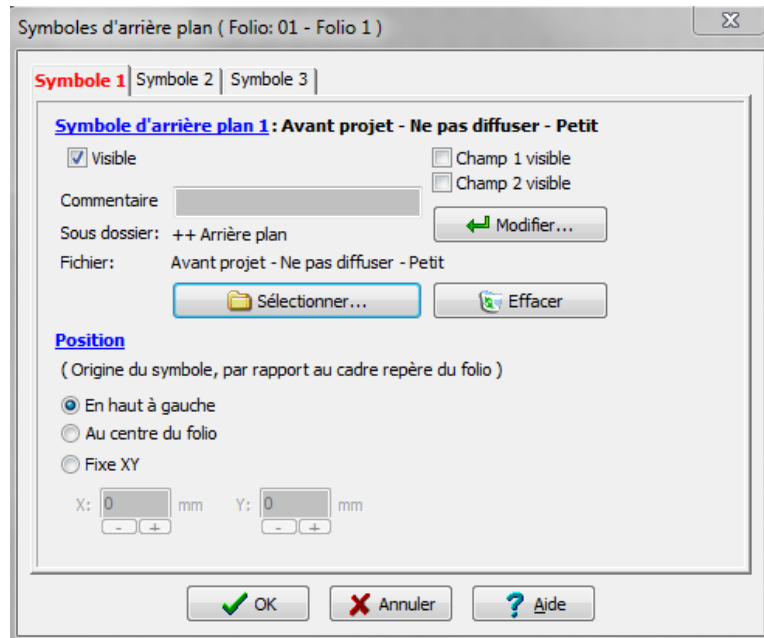 Symboles d'arrière plan ( Folio: 01 - Folio 1 )
Symbole 1 Symbole 2 Symbole 3
Symbole d'arrière plan 1 : Avant projet - Ne pas diffuser - Petit
Visible Champ 1 visible
Champ 2 visible
Commentaire
Modifier...
Sous dossier: ++ Arrière plan
Fichier: Avant projet - Ne pas diffuser - Petit
Sélectionner... Effacer
Position
( Origine du symbole, par rapport au cadre repère du folio )
En haut à gauche
Au centre du folio
Fixe XY
X: 0 mm Y: 0 mm
- + - +
OK Annuler ? Aide